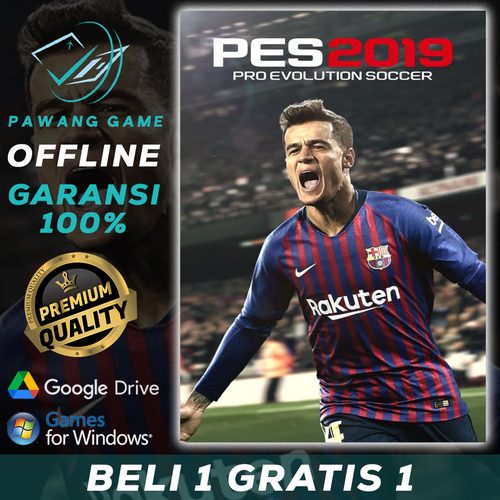 PAWANG GAME
OFFLINE
GARANSI
100%
PREMIUM
QUALITY
Google Drive
Games
for Windows®
PES2019
PRO EVOLUTION SOCCER
Rakuten
BELI 1 GRATIS 1